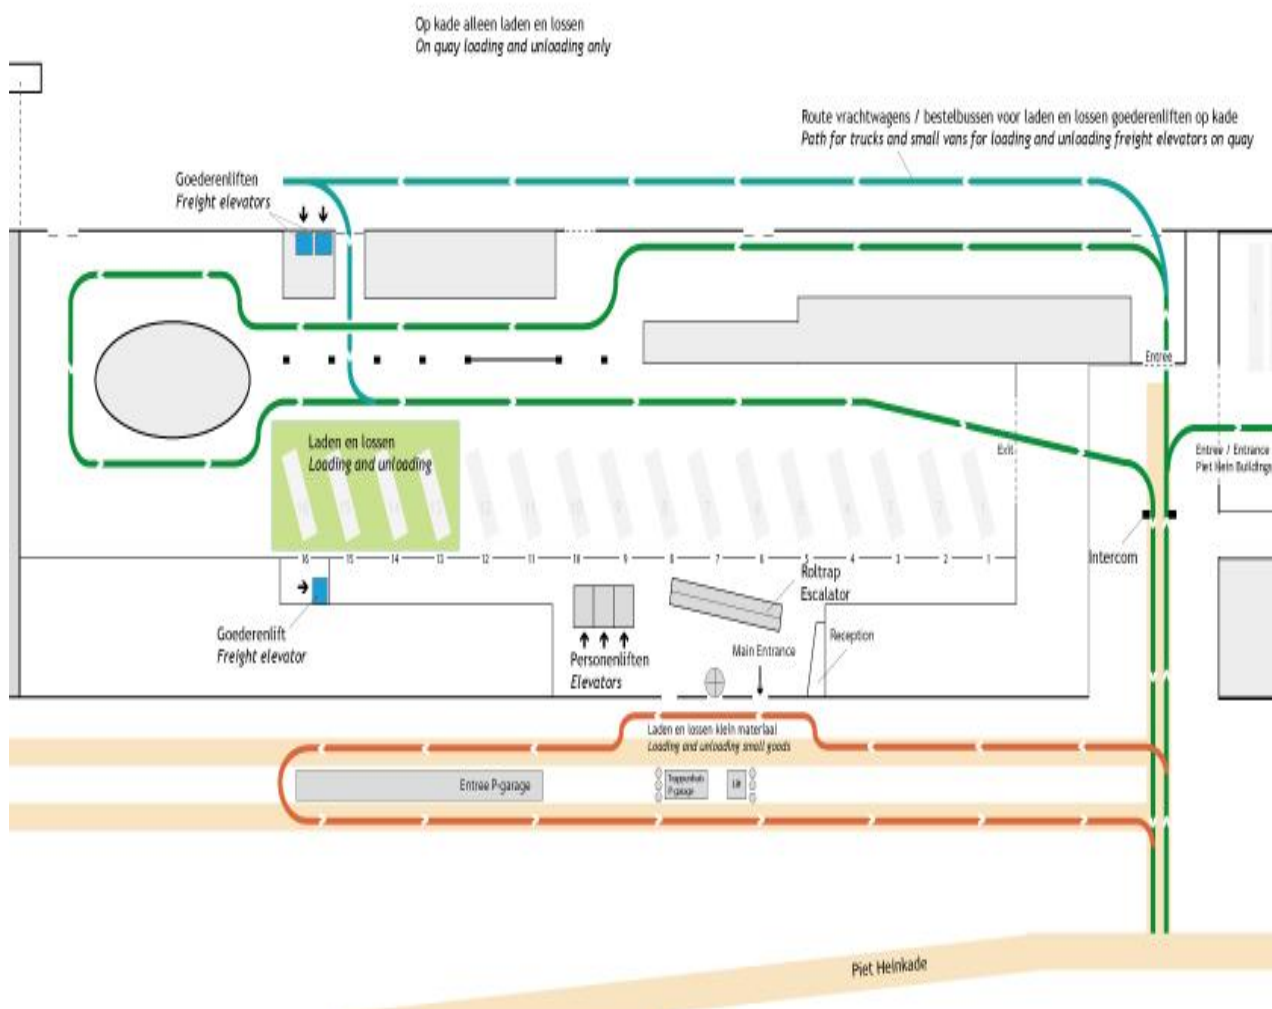 Op kade alleen laden en lossen
On quay loading and unloading only
Route vrachtwagens / bestelbussen voor laden en lossen goederenliften op kade
Path for trucks and small vans for loading and unloading freight elevators on quay
Goederenliften
Freight elevators
Entree
Laden en lossen
Loading and unloading
Exit
Entree / Entrance
Piet Hein Buildings
Intercom
16 15 14 13 12 11 10 9 8 7 6 5 4 3 2 1
Roltrap
Escalator
Goederenlift
Freight elevator
Reception
Main Entrance
Personenliften
Elevators
Laden en lossen klein materiaal
Loading and unloading small goods
Entree P-garage
Trappenhuis
P-garage
Lift
Piet Heinkade